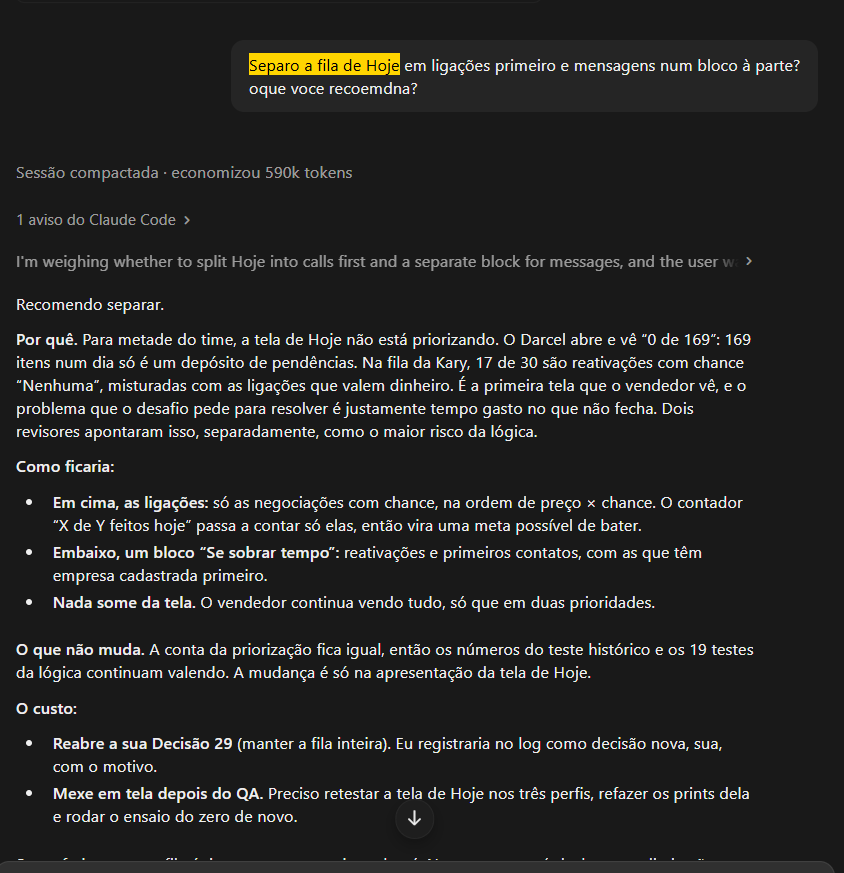 Separo a fila de Hoje em ligações primeiro e mensagens num bloco à parte?
oque voce recoemdna?
Sessão compactada · economizou 590k tokens
1 aviso do Claude Code >
I'm weighing whether to split Hoje into calls first and a separate block for messages, and the user >
Recomendo separar.
Por quê. Para metade do time, a tela de Hoje não está priorizando. O Darcel abre e vê “0 de 169”: 169
itens num dia só é um depósito de pendências. Na fila da Kary, 17 de 30 são reativações com chance
“Nenhuma”, misturadas com as ligações que valem dinheiro. É a primeira tela que o vendedor vê, e o
problema que o desafio pede para resolver é justamente tempo gasto no que não fecha. Dois
revisores apontaram isso, separadamente, como o maior risco da lógica.
Como ficaria:
• Em cima, as ligações: só as negociações com chance, na ordem de preço × chance. O contador
“X de Y feitos hoje” passa a contar só elas, então vira uma meta possível de bater.
• Embaixo, um bloco “Se sobrar tempo”: reativações e primeiros contatos, com as que têm
empresa cadastrada primeiro.
• Nada some da tela. O vendedor continua vendo tudo, só que em duas prioridades.
O que não muda. A conta da priorização fica igual, então os números do teste histórico e os 19 testes
da lógica continuam valendo. A mudança é só na apresentação da tela de Hoje.
O custo:
• Reabre a sua Decisão 29 (manter a fila inteira). Eu registraria no log como decisão nova, sua,
com o motivo.
• Mexe em tela depois do QA. Preciso retestar a tela de Hoje nos três perfis, refazer os prints dela
e rodar o ensaio do zero de novo.